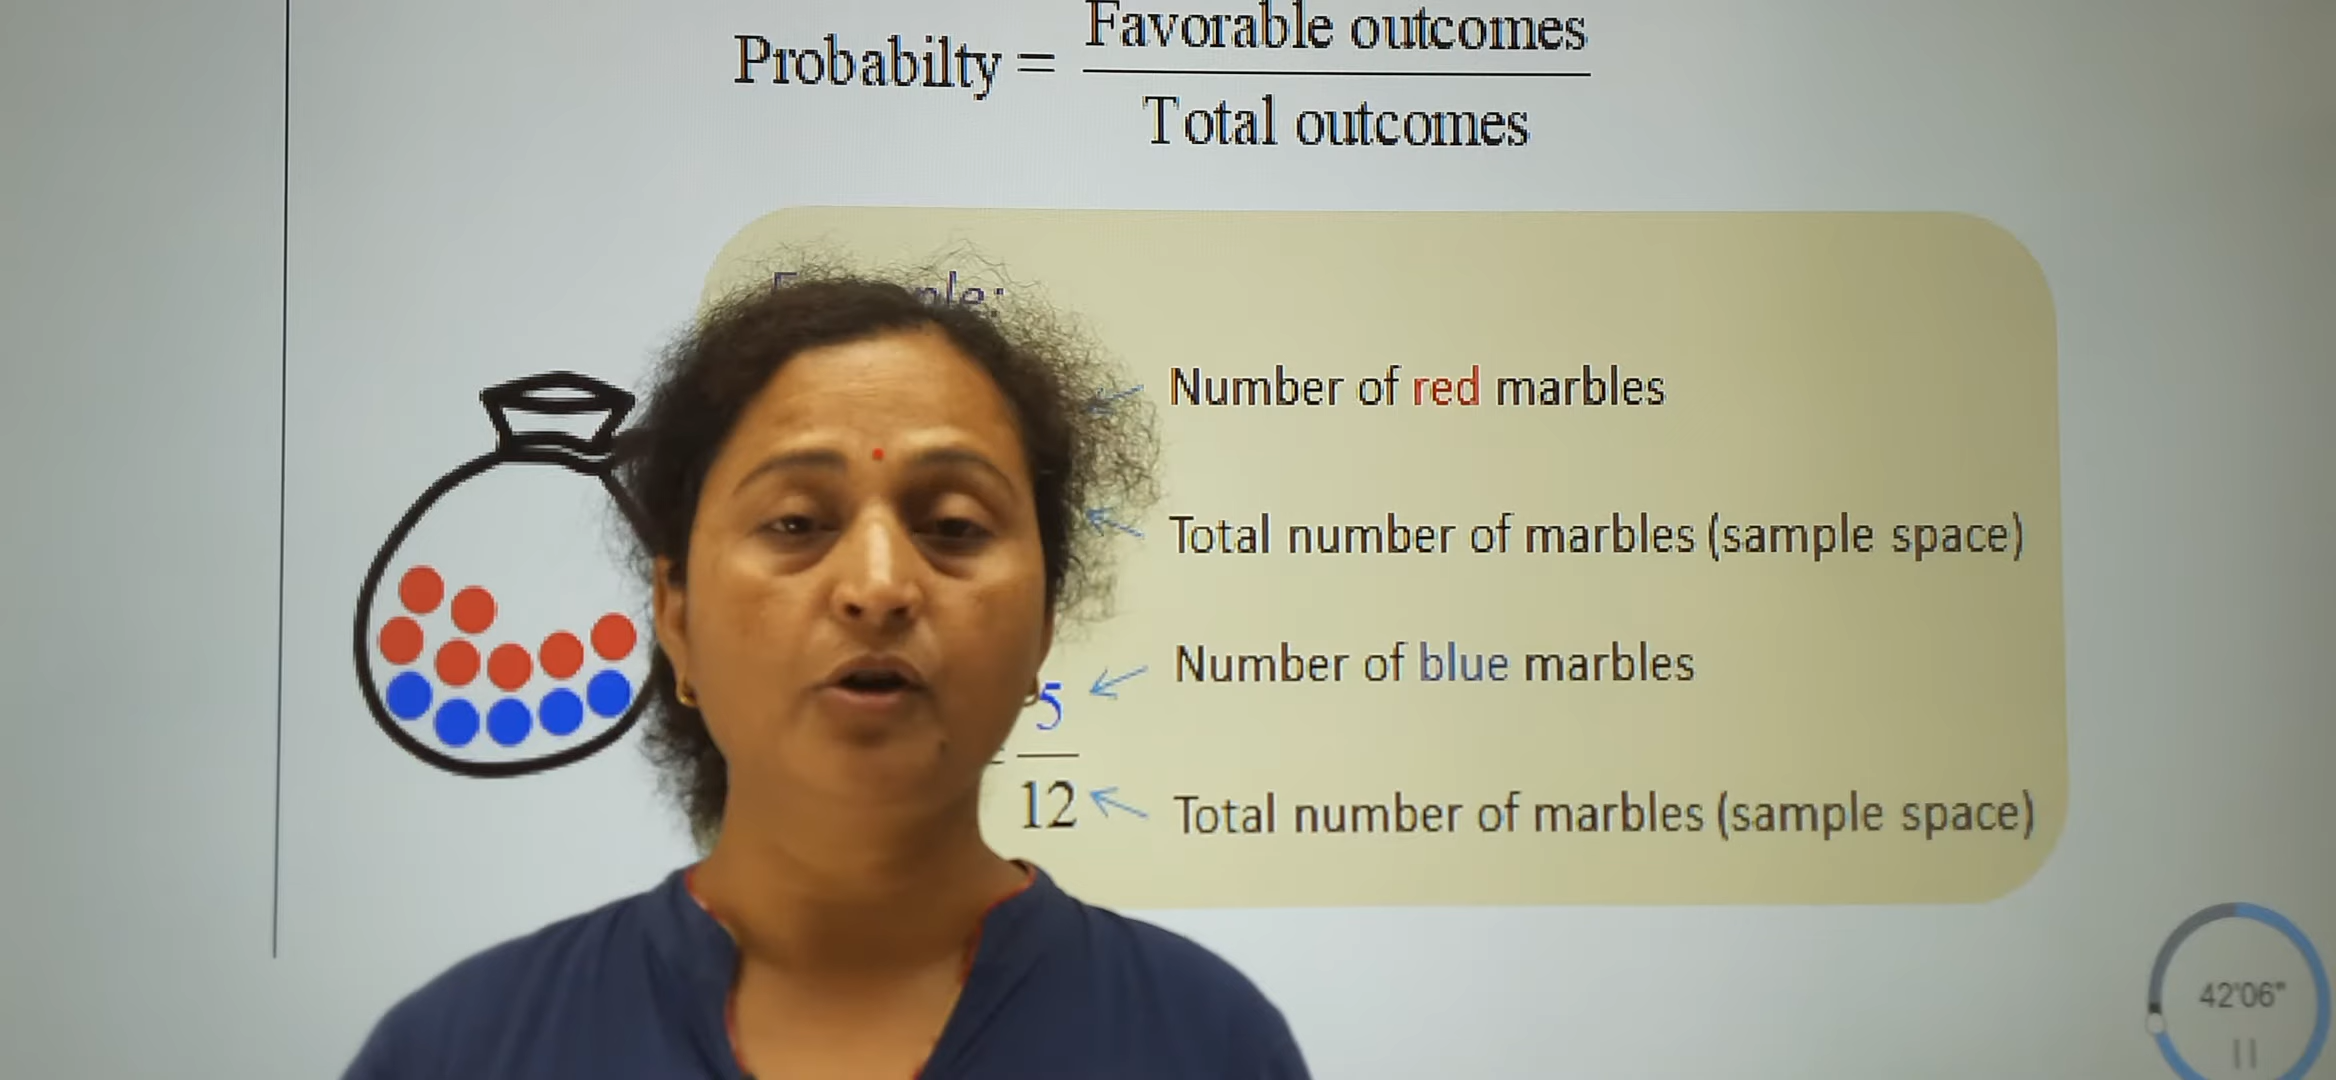 Probabilty = Favorable outcomes
Total outcomes
Number of red marbles
Total number of marbles (sample space)
Number of blue marbles
= 5
12
Total number of marbles (sample space)
42'06"